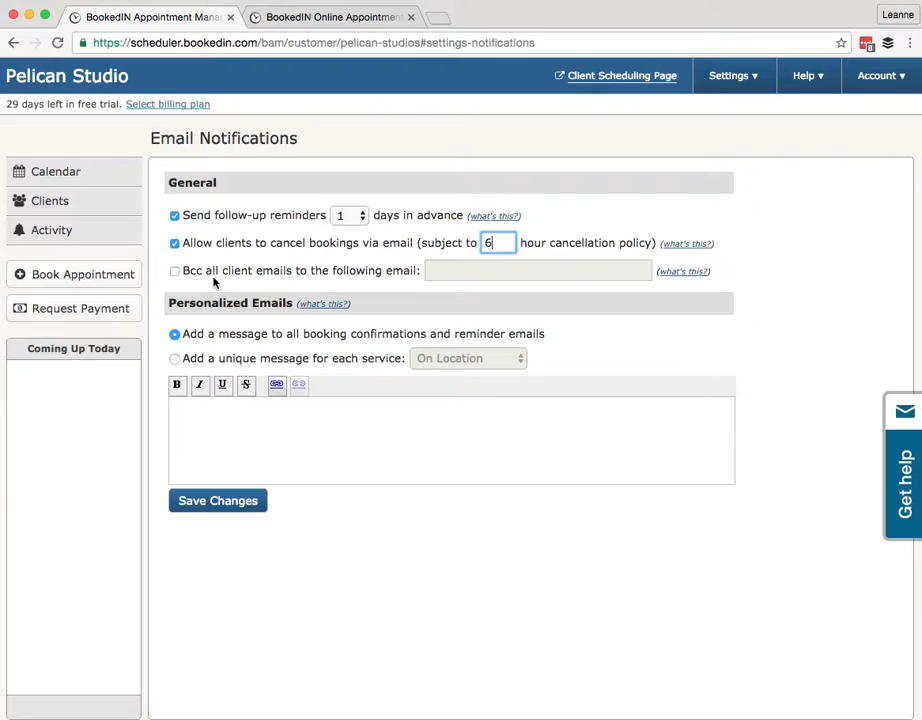 BookedIN Appointment Mana
BookedIN Online Appointment
Leanne
https://scheduler.bookedin.com/bam/customer/pelican-studios#settings-notifications
8
Pelican Studio
Client Scheduling Page
Settings ▾
Help ▾
Account ▾
29 days left in free trial. Select billing plan
Email Notifications
Calendar
Clients
Activity
Book Appointment
Request Payment
Coming Up Today
General
Send follow-up reminders 1 days in advance (what's this?)
Allow clients to cancel bookings via email (subject to 6 hour cancellation policy) (what's this?)
Bcc all client emails to the following email: (what's this?)
Personalized Emails (what's this?)
Add a message to all booking confirmations and reminder emails
Add a unique message for each service: On Location
B I U S
Save Changes
Get help